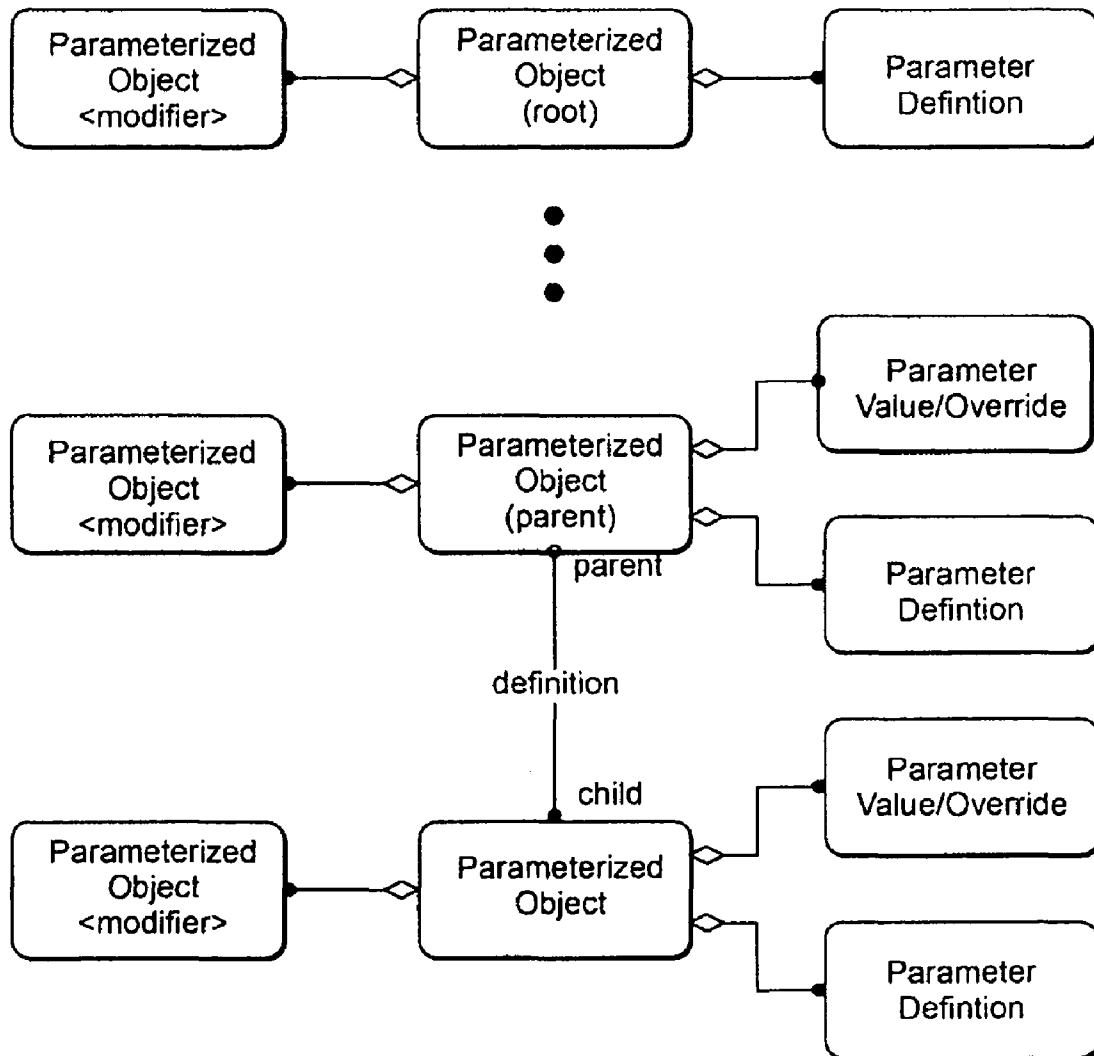 Parameterized
Object
<modifier>
Parameterized
Object
(root)
Parameter
Defintion
Parameter
Value/Override
Parameterized
Object
<modifier>
Parameterized
Object
(parent)
parent
Parameter
Defintion
definition
child
Parameter
Value/Override
Parameterized
Object
<modifier>
Parameterized
Object
Parameter
Defintion